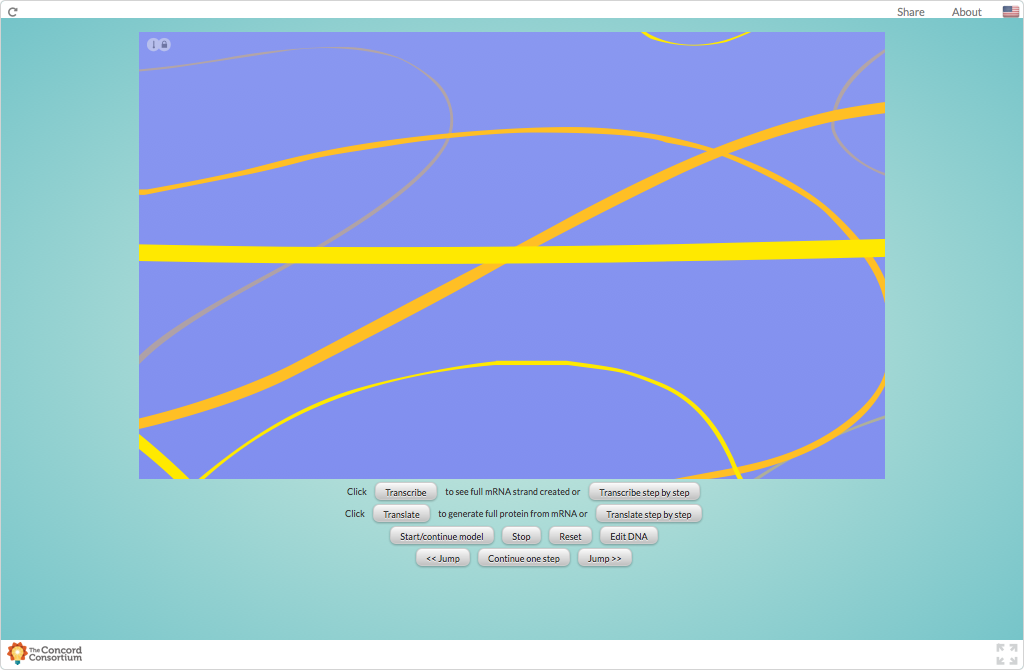 Share About
Click Transcribe to see full mRNA strand created or Transcribe step by step
Click Translate to generate full protein from mRNA or Translate step by step
Start/continue model Stop Reset Edit DNA
<< Jump Continue one step Jump >>
The Concord
Consortium